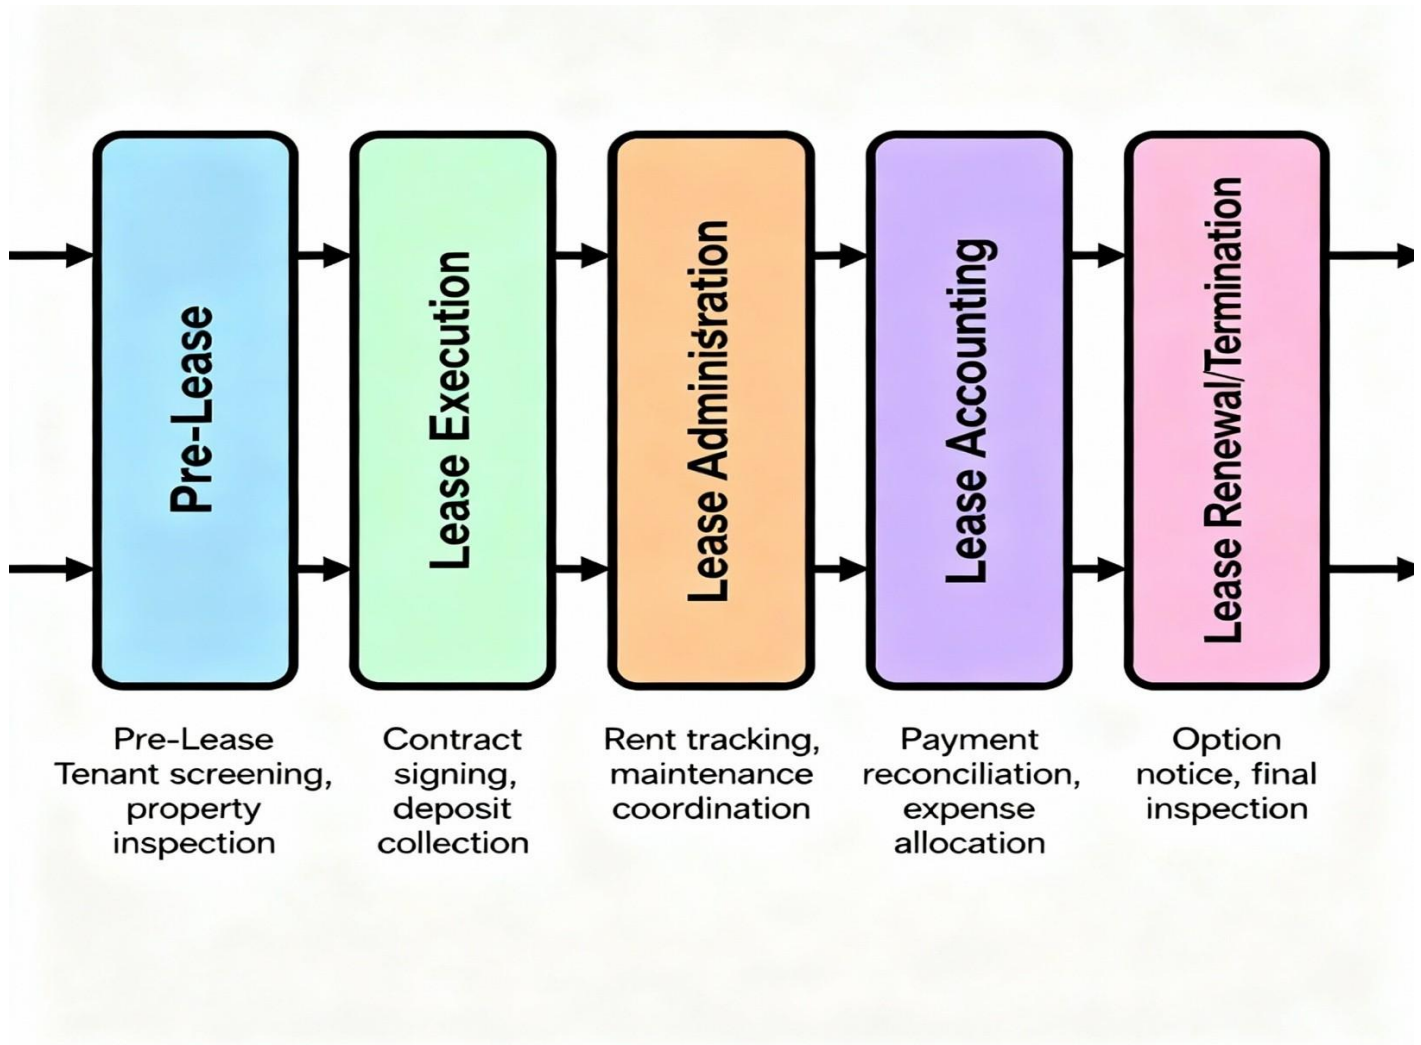 Pre-Lease
Lease Execution
Lease Administration
Lease Accounting
Lease Renewal/Termination
Pre-Lease
Tenant screening,
property
inspection
Contract
signing,
deposit
collection
Rent tracking,
maintenance
coordination
Payment
reconciliation,
expense
allocation
Option
notice, final
inspection